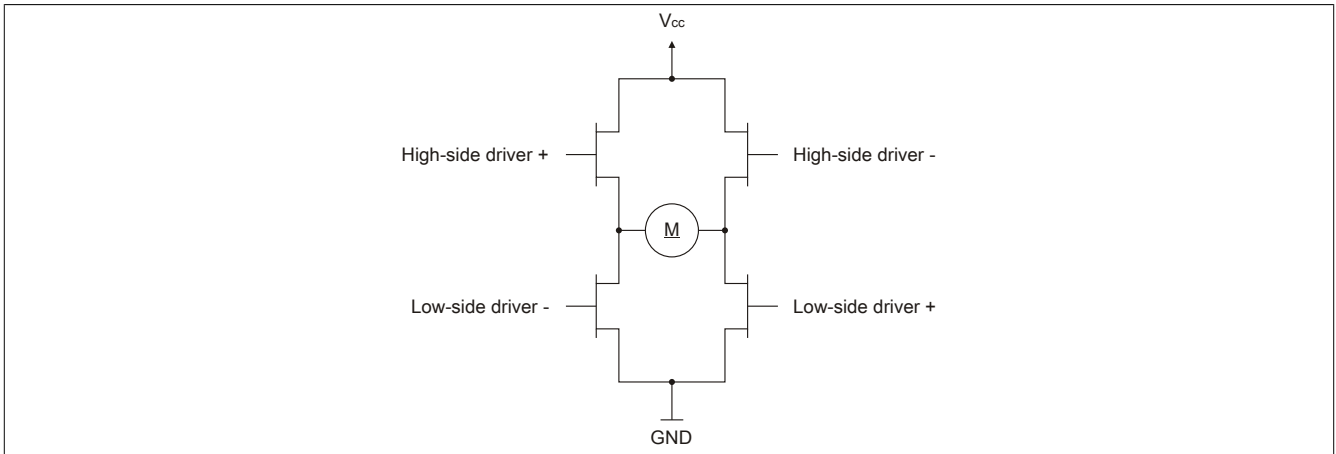 Vcc
High-side driver +
High-side driver -
M
Low-side driver -
Low-side driver +
GND